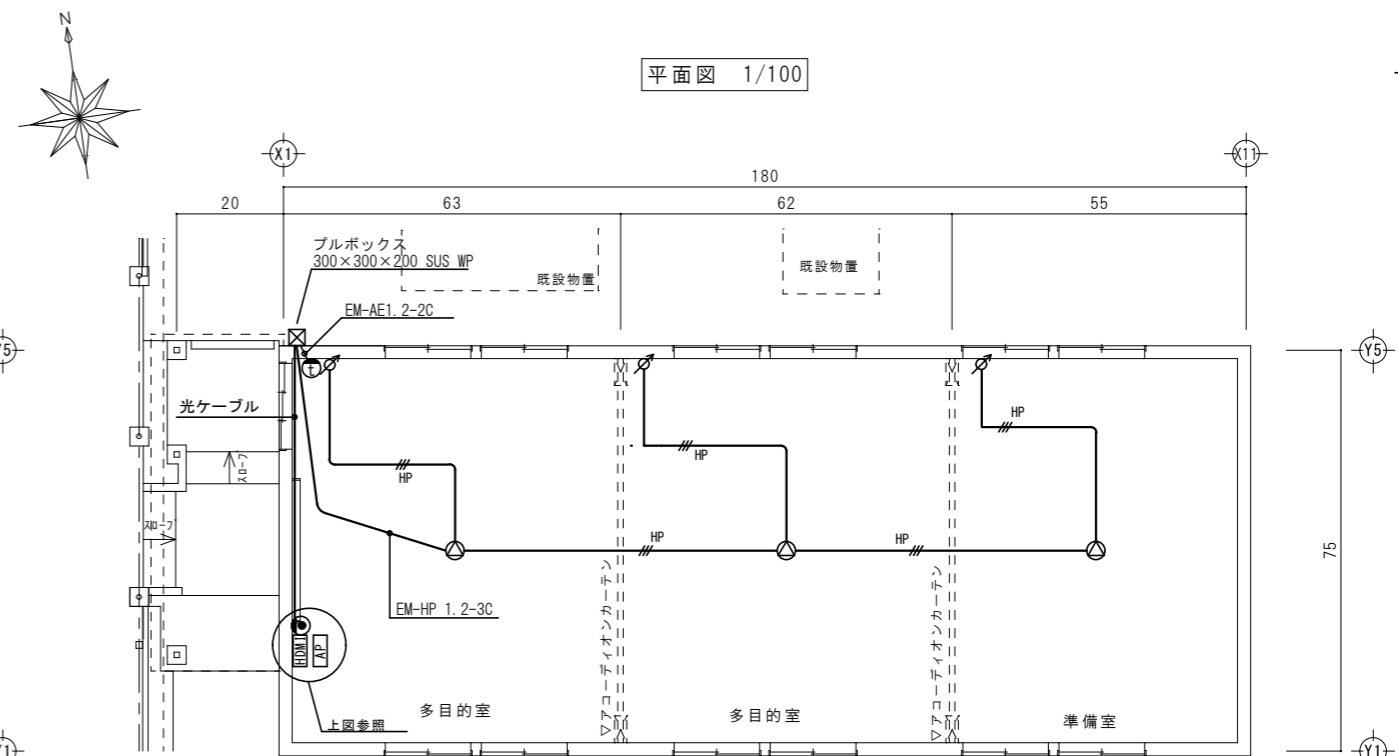 N
平面図 1/100
X1
X11
180
20
63
62
55
プルボックス
300×300×200 SUS WP
既設物置
既設物置
EM-AE1.2-2C
Y5
Y5
t
光ケーブル
HP
HP
HP
スロープ
スロープ
HP
HP
75
EM-HP 1.2-3C
▽アコーディオンカーテン
▽アコーディオンカーテン
HDMI
AP
上図参照
多目的室
多目的室
準備室
Y1
Y1